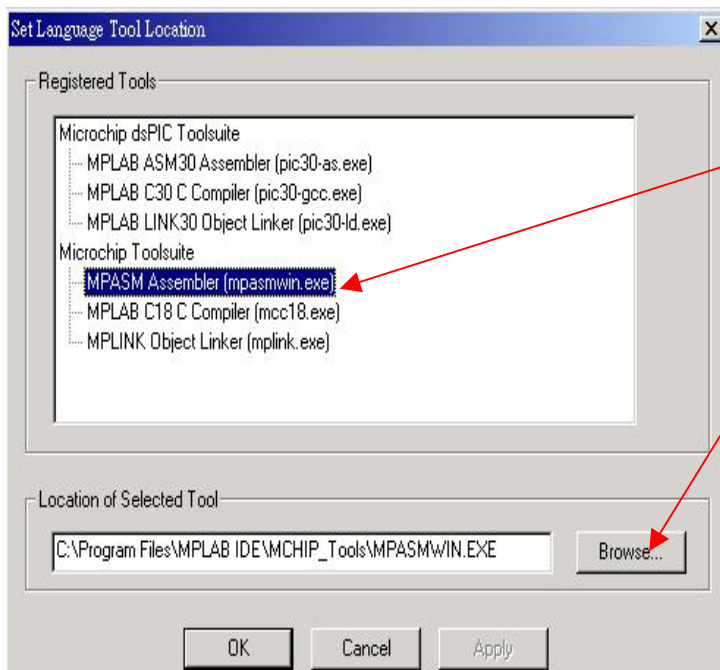 Set Language Tool Location
Registered Tools
Microchip dsPIC Toolsuite
MPLAB ASM30 Assembler (pic30-as.exe)
MPLAB C30 C Compiler (pic30-gcc.exe)
MPLAB LINK30 Object Linker (pic30-ld.exe)
Microchip Toolsuite
MPASM Assembler (mpasmwin.exe)
MPLAB C18 C Compiler (mcc18.exe)
MPLINK Object Linker (mplink.exe)
Location of Selected Tool
C:\Program Files\MPLAB IDE\MCHIP_Tools\MPASMWIN.EXE
Browse...
OK Cancel Apply